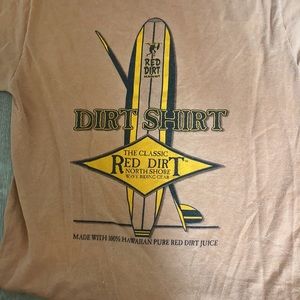 RED
DIRT
HAWAII
DIRT SHIRT
THE CLASSIC
RED DIRT
NORTH SHORE
WAVE RIDING GEAR
MADE WITH 100% HAWAIIAN PURE RED DIRT JUICE